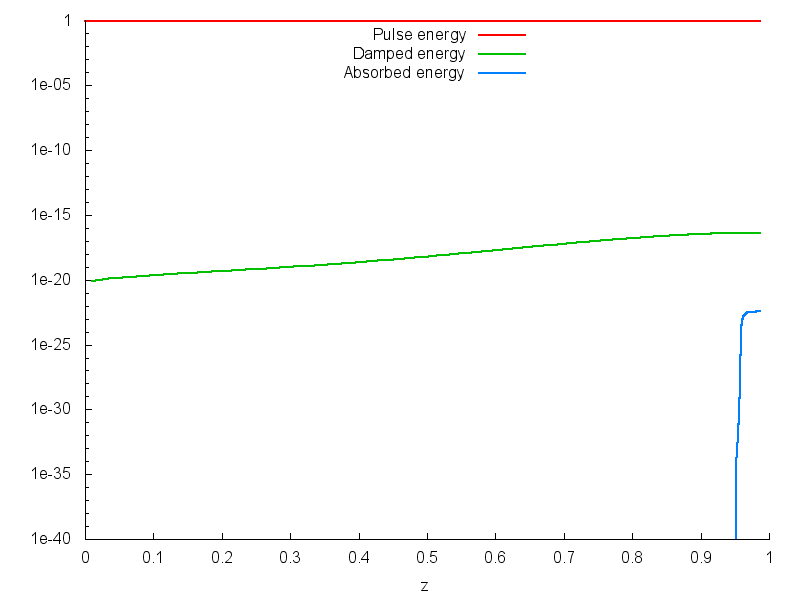 1
Pulse energy
Damped energy
Absorbed energy
1e-05
1e-10
1e-15
1e-20
1e-25
1e-30
1e-35
1e-40
0 0.1 0.2 0.3 0.4 0.5 0.6 0.7 0.8 0.9 1
z